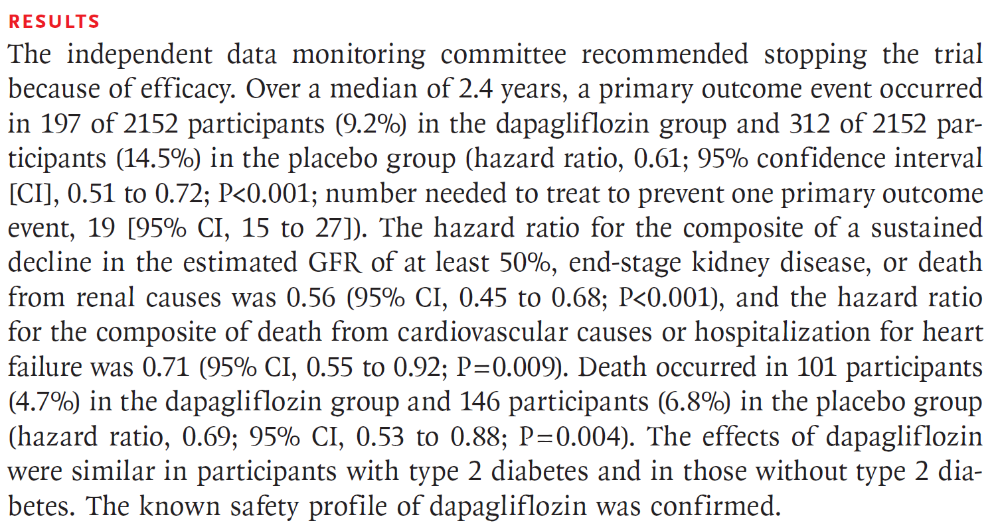 RESULTS
The independent data monitoring committee recommended stopping the trial
because of efficacy. Over a median of 2.4 years, a primary outcome event occurred
in 197 of 2152 participants (9.2%) in the dapagliflozin group and 312 of 2152 par-
ticipants (14.5%) in the placebo group (hazard ratio, 0.61; 95% confidence interval
[CI], 0.51 to 0.72; P<0.001; number needed to treat to prevent one primary outcome
event, 19 [95% CI, 15 to 27]). The hazard ratio for the composite of a sustained
decline in the estimated GFR of at least 50%, end-stage kidney disease, or death
from renal causes was 0.56 (95% CI, 0.45 to 0.68; P<0.001), and the hazard ratio
for the composite of death from cardiovascular causes or hospitalization for heart
failure was 0.71 (95% CI, 0.55 to 0.92; P=0.009). Death occurred in 101 participants
(4.7%) in the dapagliflozin group and 146 participants (6.8%) in the placebo group
(hazard ratio, 0.69; 95% CI, 0.53 to 0.88; P=0.004). The effects of dapagliflozin
were similar in participants with type 2 diabetes and in those without type 2 dia-
betes. The known safety profile of dapagliflozin was confirmed.